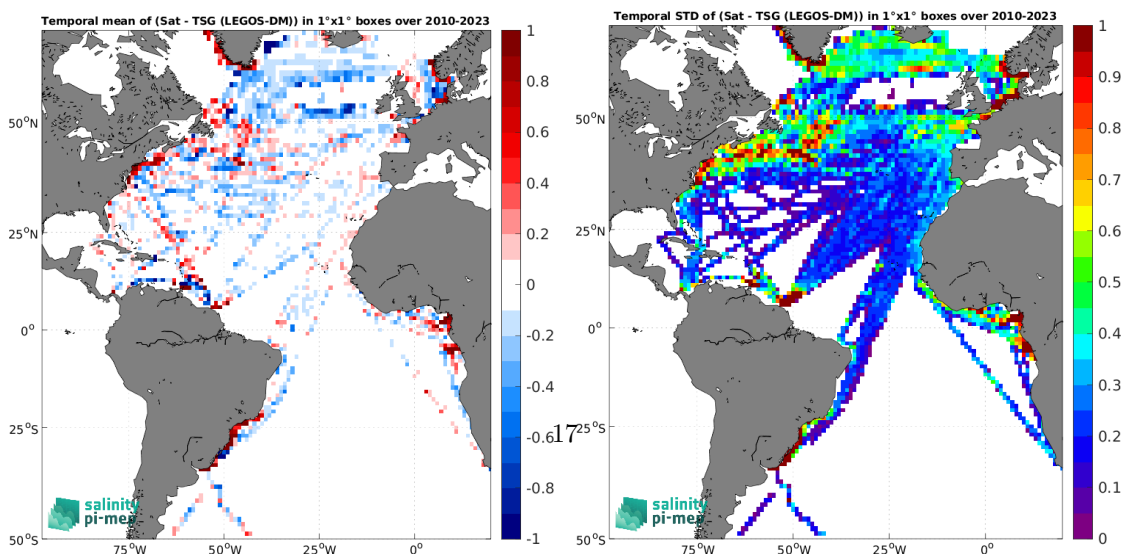 Temporal mean of (Sat - TSG (LEGOS-DM)) in 1°x1° boxes over 2010-2023
50°N
25°N
0°
25°S
50°S
75°W
50°W
25°W
0°
1
0.8
0.6
0.4
0.2
0
-0.2
-0.4
-0.6
-0.8
-1
salinity
pi-mep
17
Temporal STD of (Sat - TSG (LEGOS-DM)) in 1°x1° boxes over 2010-2023
50°N
25°N
0°
25°S
50°S
75°W
50°W
25°W
0°
1
0.9
0.8
0.7
0.6
0.5
0.4
0.3
0.2
0.1
0
salinity
pi-mep